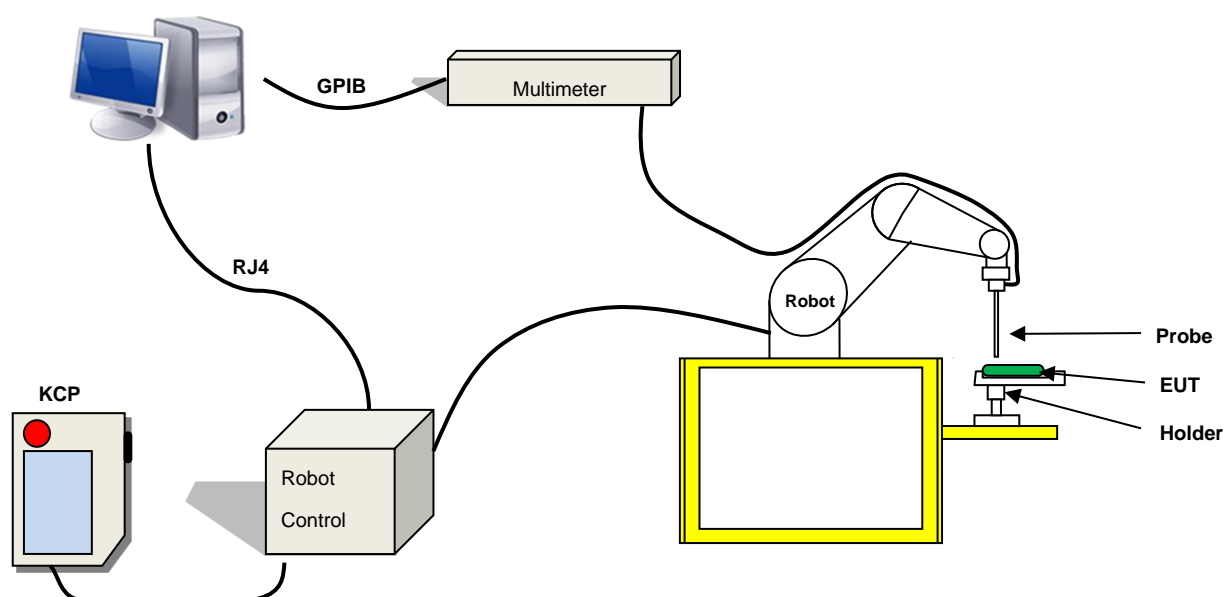 GPIB
Multimeter
RJ4
Robot
Probe
EUT
KCP
Holder
Robot
Control